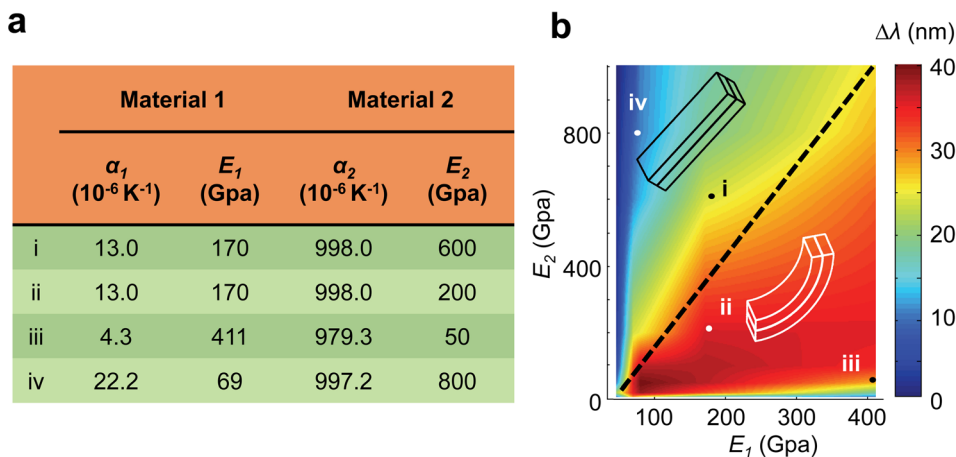 a
Material 1 Material 2
α1 E1 α2 E2
(10-6 K-1) (Gpa) (10-6 K-1) (Gpa)
i 13.0 170 998.0 600
ii 13.0 170 998.0 200
iii 4.3 411 979.3 50
iv 22.2 69 997.2 800
b
Δλ (nm)
E2 (Gpa)
800
400
0
iv
i
ii
iii
100 200 300 400
E1 (Gpa)
40
30
20
10
0